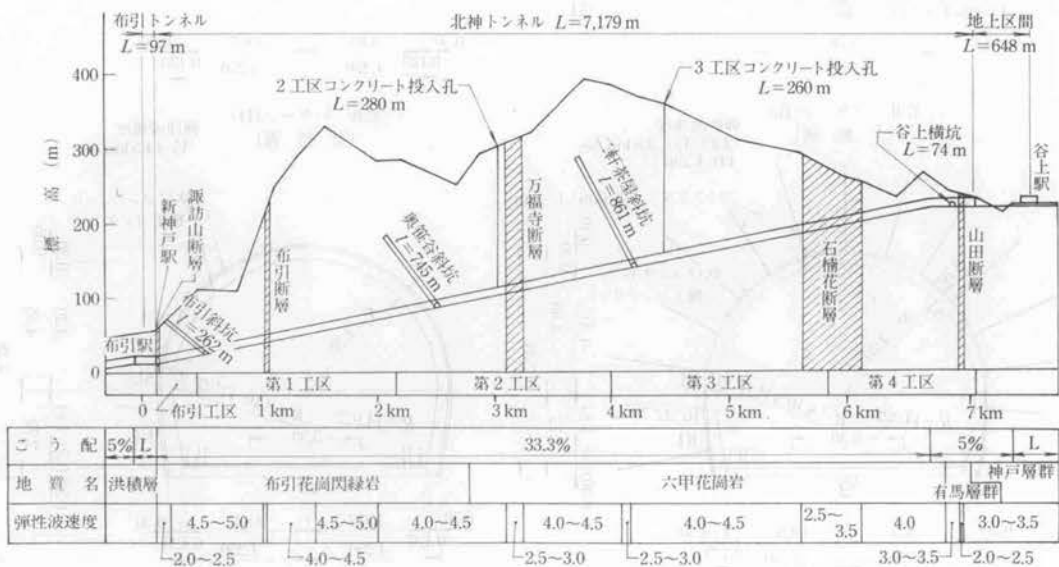 布引トンネル
L=97 m
北神トンネル L=7,179 m
地上区間
L=648 m
標高 (m)
400
300
200
100
0
2工区コンクリート投入孔
L=280 m
3工区コンクリート投入孔
L=260 m
谷上横坑
L=74 m
谷上駅
新神戸駅
諏訪山断層
布引駅
布引斜坑
L=262 m
布引断層
L=745 m
万福寺断層
一軒茶屋斜坑
L=861 m
石楠花断層
山田断層
第1工区
第2工区
第3工区
第4工区
0
布引工区
1 km
2 km
3 km
4 km
5 km
6 km
7 km
こう配
5%
L
33.3%
5%
L
地質名
洪積層
布引花崗閃緑岩
六甲花崗岩
有馬層群
神戸層群
弾性波速度
4.5~5.0
4.5~5.0
4.0~4.5
4.0~4.5
4.0~4.5
2.5~3.5
4.0
3.0~3.5
2.0~2.5
4.0~4.5
2.5~3.0
2.5~3.0
3.0~3.5
2.0~2.5